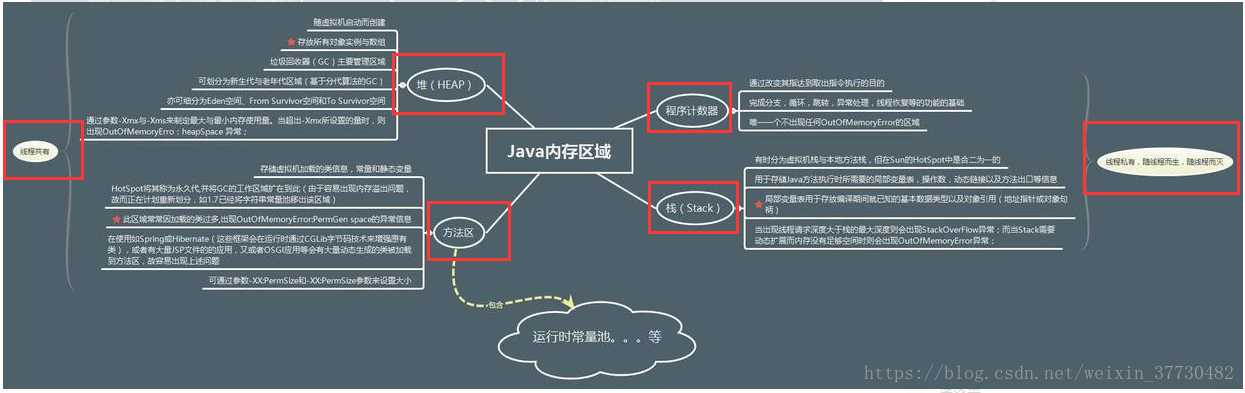 Java内存区域
堆（HEAP）
随虚拟机启动而创建
存放所有对象实例与数组
垃圾回收器（GC）主要管理区域
可划分为新生代与老年代区域（基于分代算法的GC）
亦可细分为Eden空间、From Survivor空间和To Survivor空间
通过参数-Xmx与-Xms来制定最大与最小内存使用量。当超出-Xmx所设置的量时，则
出现OutOfMemoryErro：heapSpace 异常；
线程共有
方法区
存储虚拟机加载的类信息，常量和静态变量
HotSpot将其称为永久代,并将GC的工作区域扩在到此（由于容易出现内存溢出问题，
故而正在计划重新划分，如1.7已经将字符串常量池移出该区域）
此区域常常因加载的类过多,出现OutOfMemoryError:PermGen space的异常信息
在使用如Spring或Hibernate（这些框架会在运行时通过CGLib字节码技术来增强原有
类），或者有大量JSP文件的的应用，又或者OSGI应用等会有大量动态生成的类被加载
到方法区，故容易出现上述问题
可通过参数-XX:PermSize和-XX:PermSize参数来设置大小
包含
运行时常量池。。。等
程序计数器
通过改变其指达到取出指令执行的目的
完成分支，循环，跳转，异常处理，线程恢复等的功能的基础
唯一一个不出现任何OutOfMemoryError的区域
栈（Stack）
有时分为虚拟机栈与本地方法栈，但在Sun的HotSpot中是合二为一的
用于存储Java方法执行时所需要的局部变量表，操作数，动态链接以及方法出口等信息
局部变量表用于存放编译期间就已知的基本数据类型以及对象引用（地址指针或对象句
柄）
当出现线程请求深度大于栈的最大深度则会出现StackOverFlow异常；而当Stack需要
动态扩展而内存没有足够空间时则会出现OutOfMemoryError异常；
线程私有，随线程而生，随线程而灭
https://blog.csdn.net/weixin_37730482